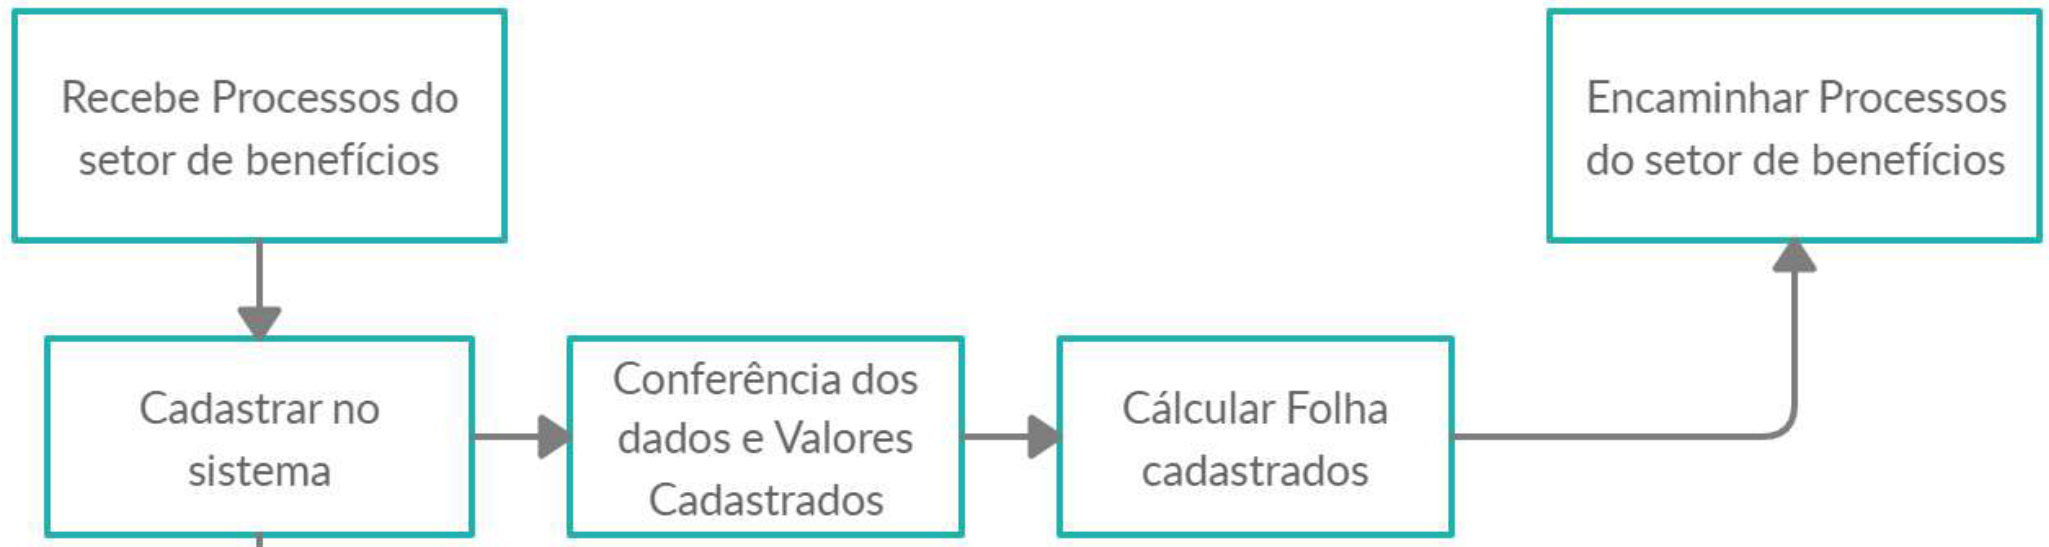 Recebe Processos do
setor de benefícios
Encaminhar Processos
do setor de benefícios
Cadastrar no
sistema
Conferência dos
dados e Valores
Cadastrados
Cálcular Folha
cadastrados